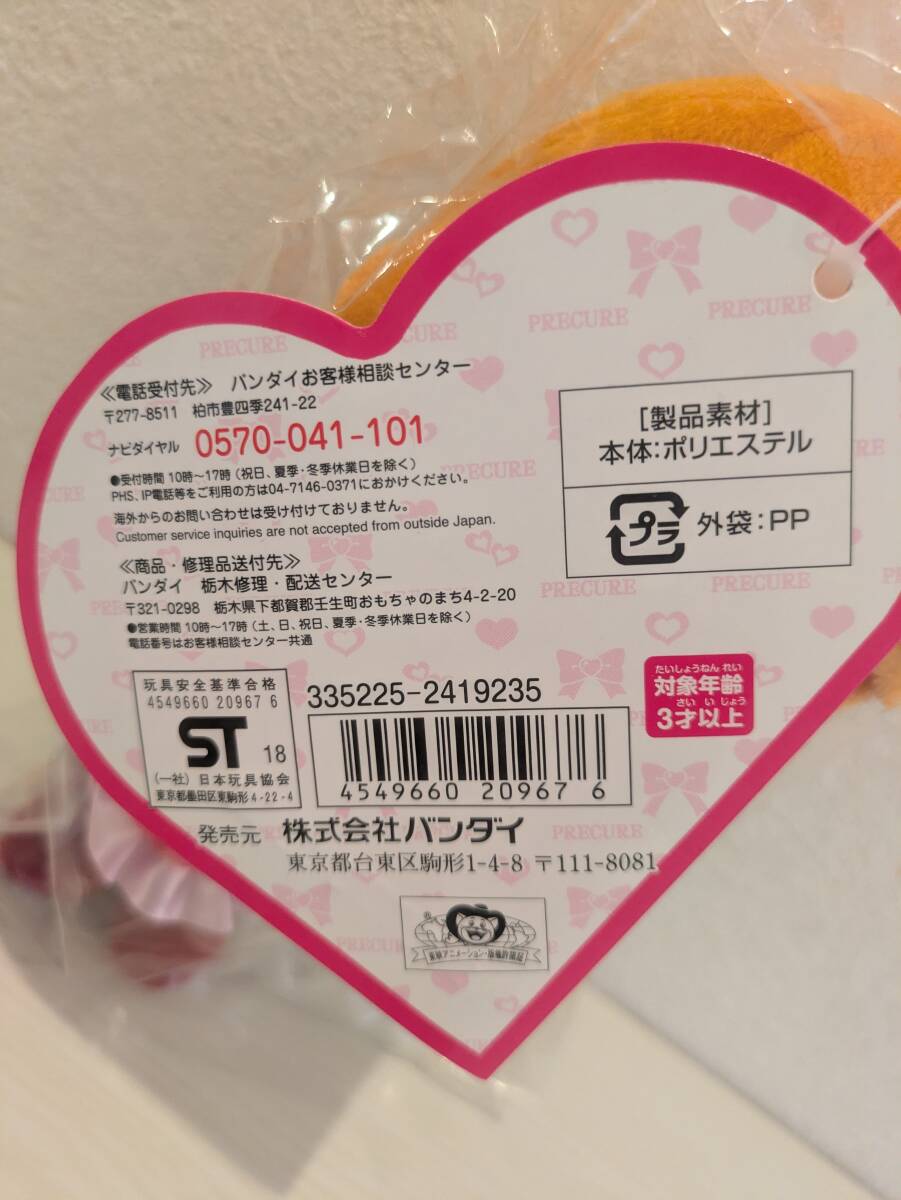 ≪電話受付先≫ バンダイお客様相談センター
〒277-8511 柏市豊四季241-22
ナビダイヤル 0570-041-101
●受付時間 10時～17時 (祝日、夏季・冬季休業日を除く)
PHS、IP電話等をご利用の方は04-7146-0371におかけください。
海外からのお問い合わせは受け付けておりません。
Customer service inquiries are not accepted from outside Japan.
≪商品・修理品送付先≫
バンダイ 栃木修理・配送センター
〒321-0298 栃木県下都賀郡壬生町おもちゃのまち4-2-20
●営業時間 10時～17時 (土、日、祝日、夏季・冬季休業日を除く)
電話番号はお客様相談センター共通
[製品素材]
本体:ポリエステル
プラ 外袋:PP
たいしょうねんれい
対象年齢
さいいじょう
3才以上
玩具安全基準合格
4549660 20967 6
ST 18
(一社) 日本玩具協会
東京都墨田区東駒形4-22-4
335225-2419235
4549660 20967 6
発売元 株式会社バンダイ
東京都台東区駒形1-4-8 〒111-8081
PRECURE
PRECURE
PRECURE
PRECURE
PRECURE
PRECURE
PRECURE